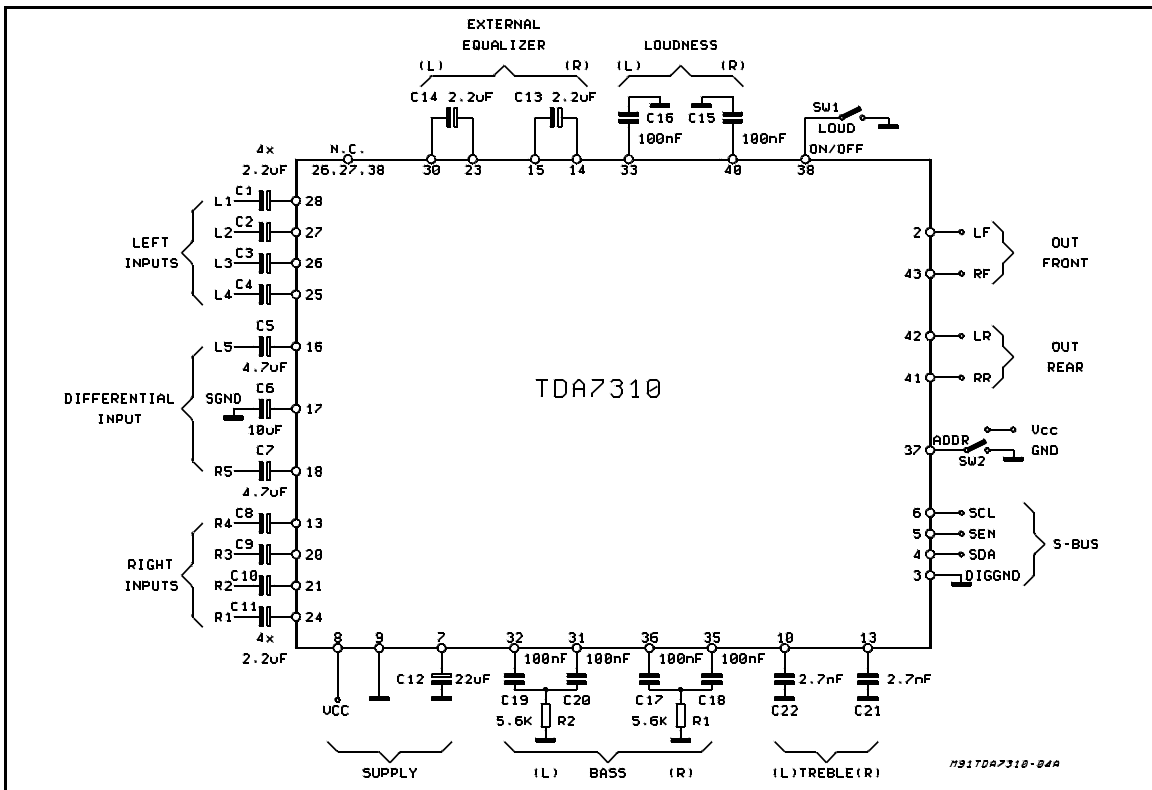 EXTERNAL
EQUALIZER
LOUDNESS
(L) (R) (L) (R)
C14 2.2uF C13 2.2uF
C16 C15
100nF 100nF
SW1
LOUD
ON/OFF
4x
2.2uF
N.C.
26.27.38 30 23 15 14 33 40 38
L1 C1 28
L2 C2 27
L3 C3 26
L4 C4 25
LEFT
INPUTS
C5
L5 16
4.7uF
C6
SGND 17
10uF
C7
R5 18
4.7uF
DIFFERENTIAL
INPUT
R4 C8 13
R3 C9 20
R2 C10 21
R1 C11 24
RIGHT
INPUTS
4x
2.2uF
TDA7310
2 LF
43 RF
OUT
FRONT
42 LR
41 RR
OUT
REAR
37 ADDR
SW2
Vcc
GND
6 SCL
5 SEN
4 SDA
3 DIGGND
S-BUS
8 9 7 32 31 36 35 10 13
100nF 100nF 100nF 100nF
C12 22uF
2.7nF 2.7nF
VCC
C19 C20 C17 C18 C22 C21
5.6K R2 5.6K R1
SUPPLY
(L) BASS (R)
(L)TREBLE(R)
M91TDA7310-04A